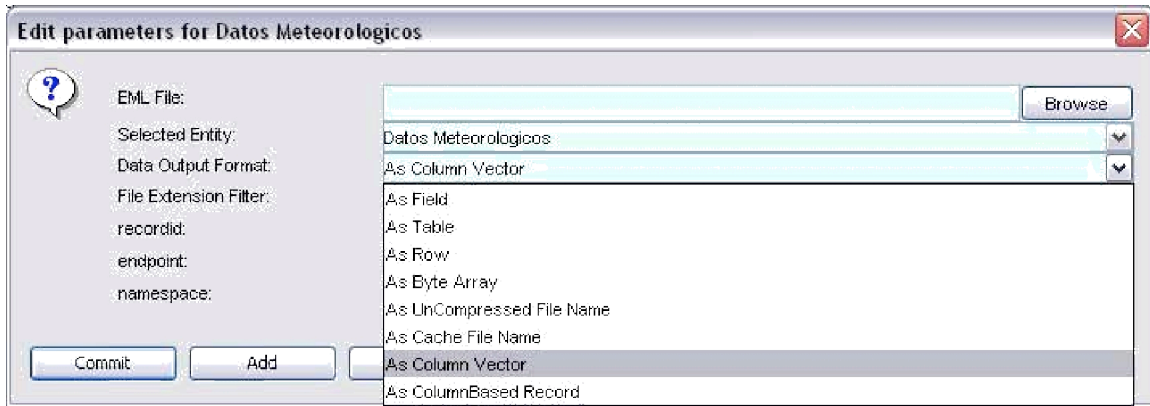 Edit parameters for Datos Meteorologicos
?
EML File:
Browse
Selected Entity:
Datos Meteorologicos
Data Output Format:
As Column Vector
File Extension Filter:
As Field
As Table
recordid:
As Row
endpoint:
As Byte Array
namespace:
As UnCompressed File Name
As Cache File Name
Commit
Add
As Column Vector
As ColumnBased Record